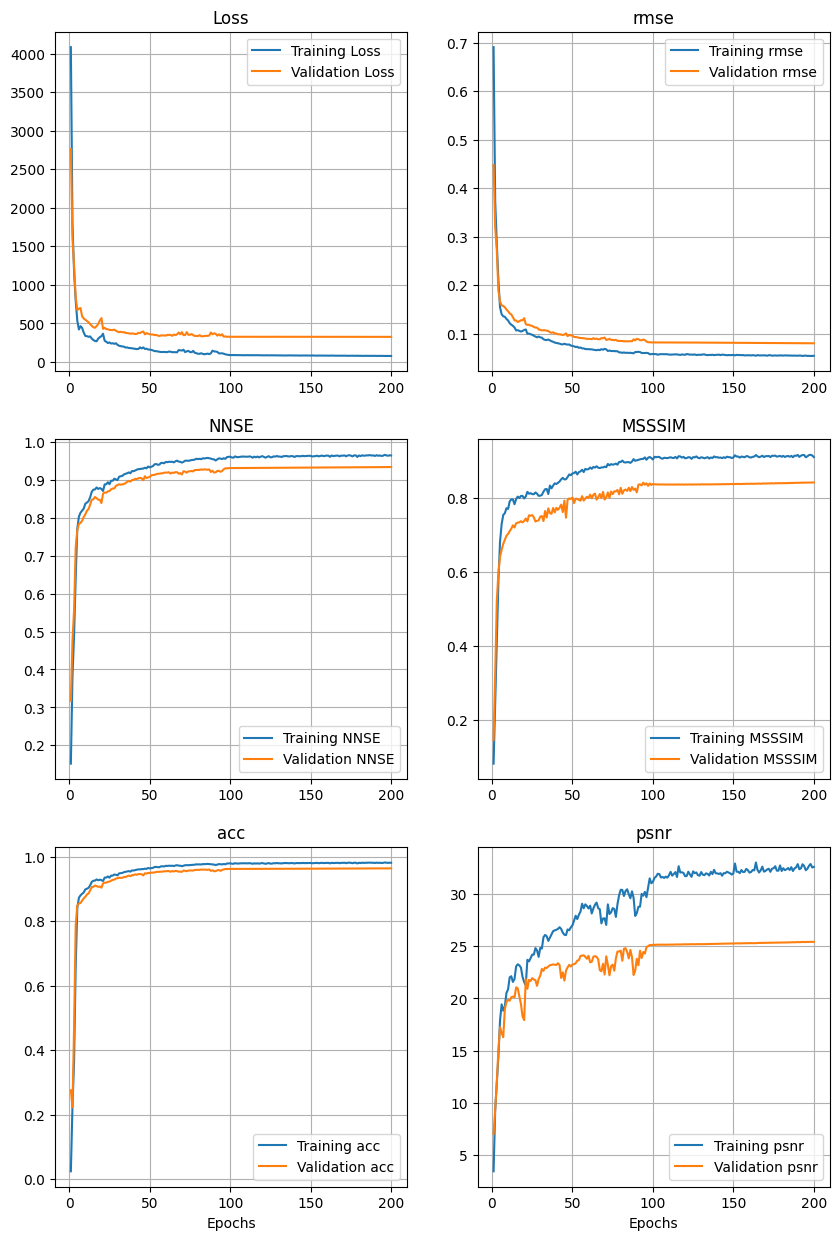 Loss
4000
3500
3000
2500
2000
1500
1000
500
0
0 50 100 150 200
Training Loss
Validation Loss
rmse
0.7
0.6
0.5
0.4
0.3
0.2
0.1
0 50 100 150 200
Training rmse
Validation rmse
NNSE
1.0
0.9
0.8
0.7
0.6
0.5
0.4
0.3
0.2
0 50 100 150 200
Training NNSE
Validation NNSE
MSSSIM
0.8
0.6
0.4
0.2
0 50 100 150 200
Training MSSSIM
Validation MSSSIM
acc
1.0
0.8
0.6
0.4
0.2
0.0
0 50 100 150 200
Training acc
Validation acc
Epochs
psnr
30
25
20
15
10
5
0 50 100 150 200
Training psnr
Validation psnr
Epochs